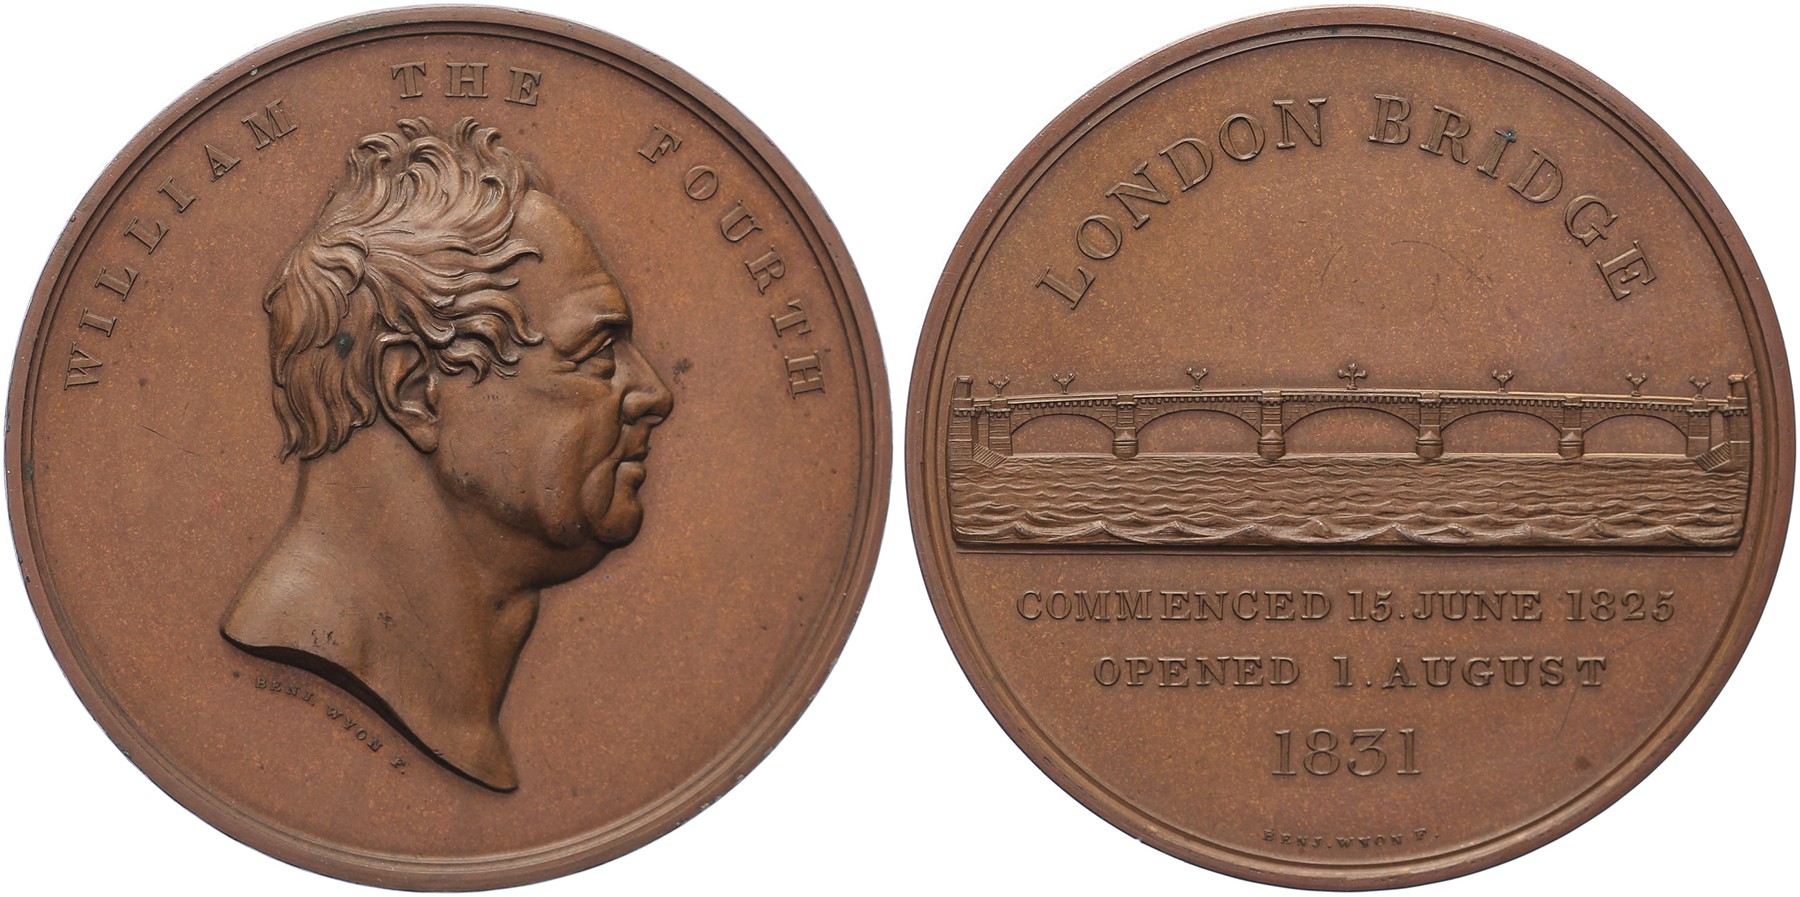 WILLIAM THE FOURTH
BENJ. WYON F.
LONDON BRIDGE
COMMENCED 15. JUNE 1825
OPENED 1. AUGUST
1831
BENJ. WYON F.